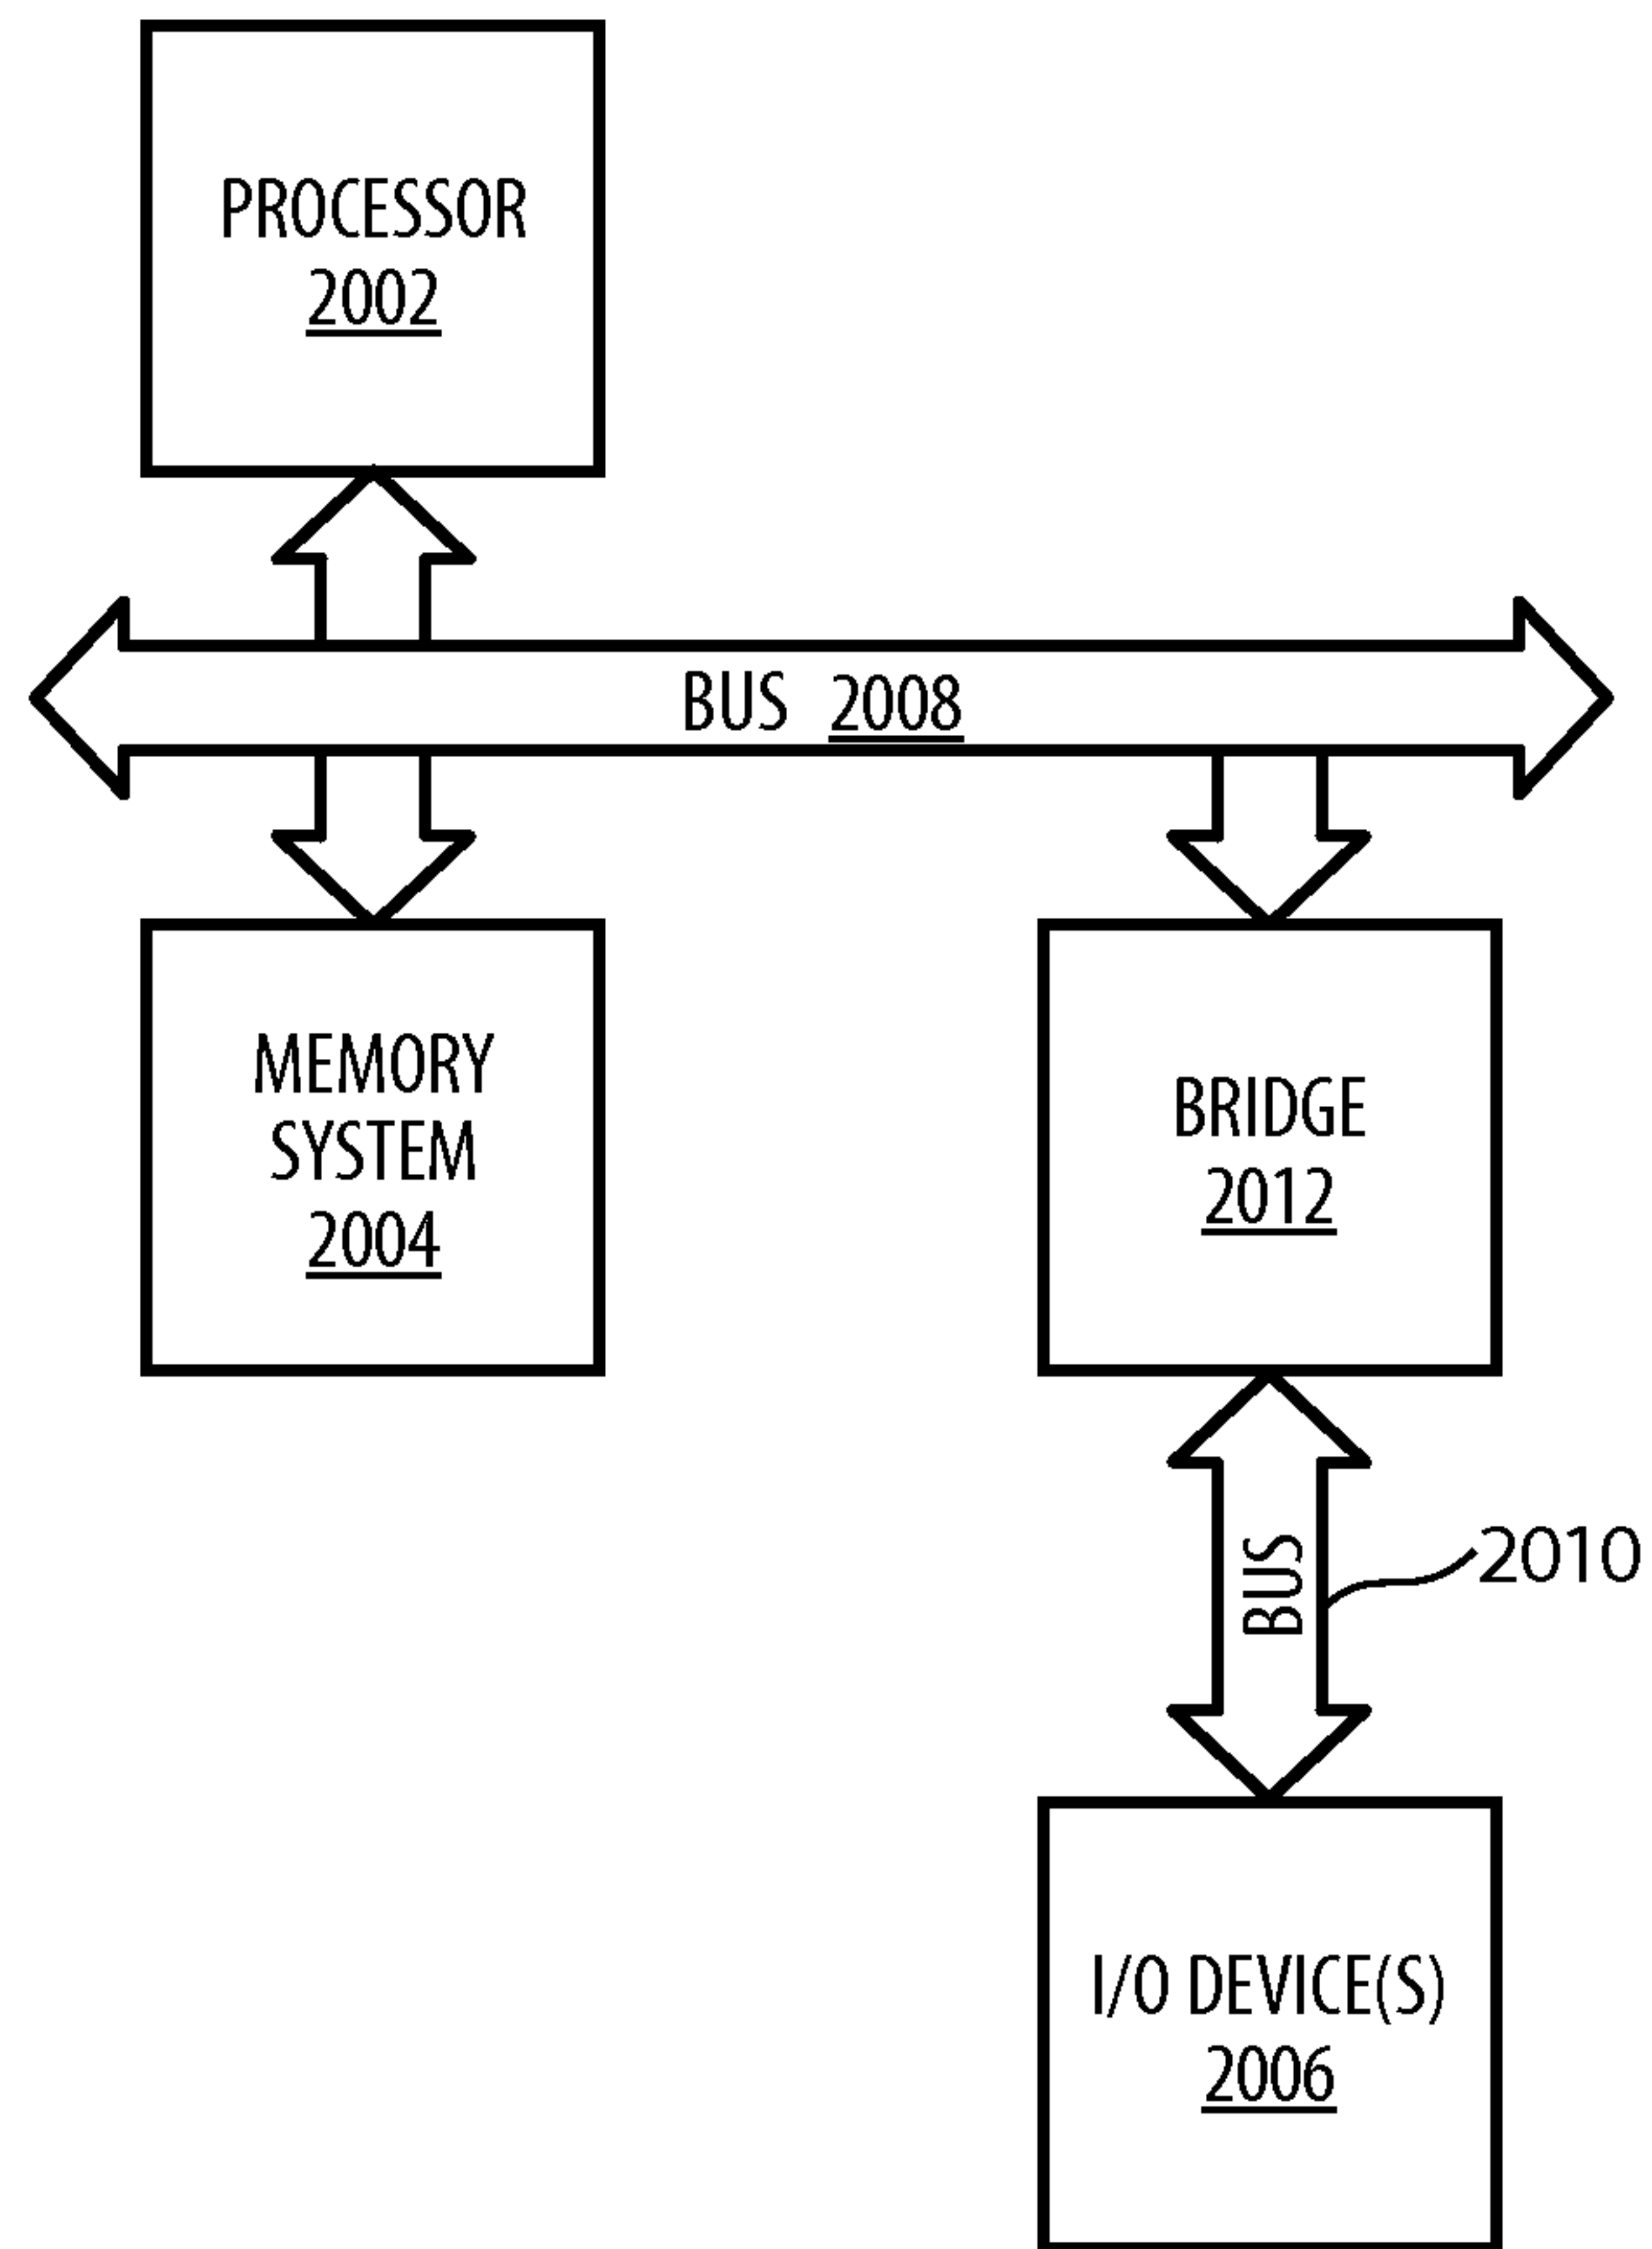 PROCESSOR
2002
BUS 2008
MEMORY
SYSTEM
2004
BRIDGE
2012
BUS
2010
I/O DEVICE(S)
2006